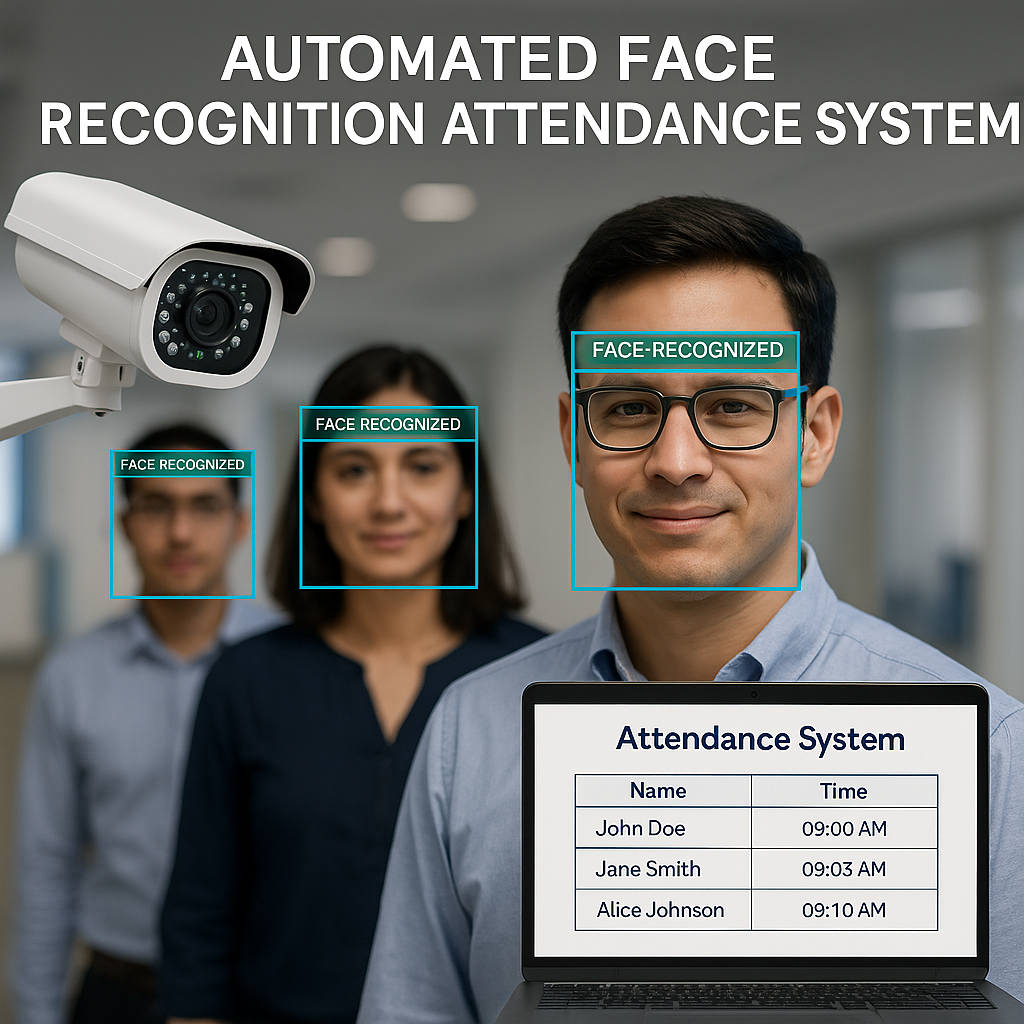 AUTOMATED FACE
RECOGNITION ATTENDANCE SYSTEM
FACE-RECOGNIZED
FACE RECOGNIZED
FACE RECOGNIZED
Attendance System
Name Time
John Doe 09:00 AM
Jane Smith 09:03 AM
Alice Johnson 09:10 AM